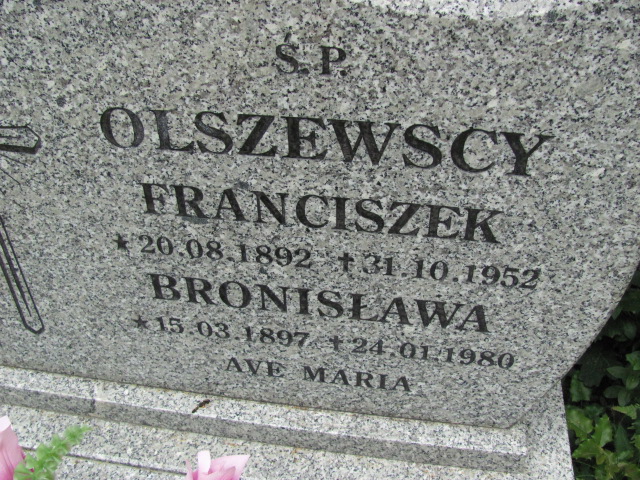 Ś.P.
OLSZEWSCY
FRANCISZEK
★20.08.1892 ✝31.10.1952
BRONISŁAWA
★15.03.1897 ✝24.01.1980
AVE MARIA